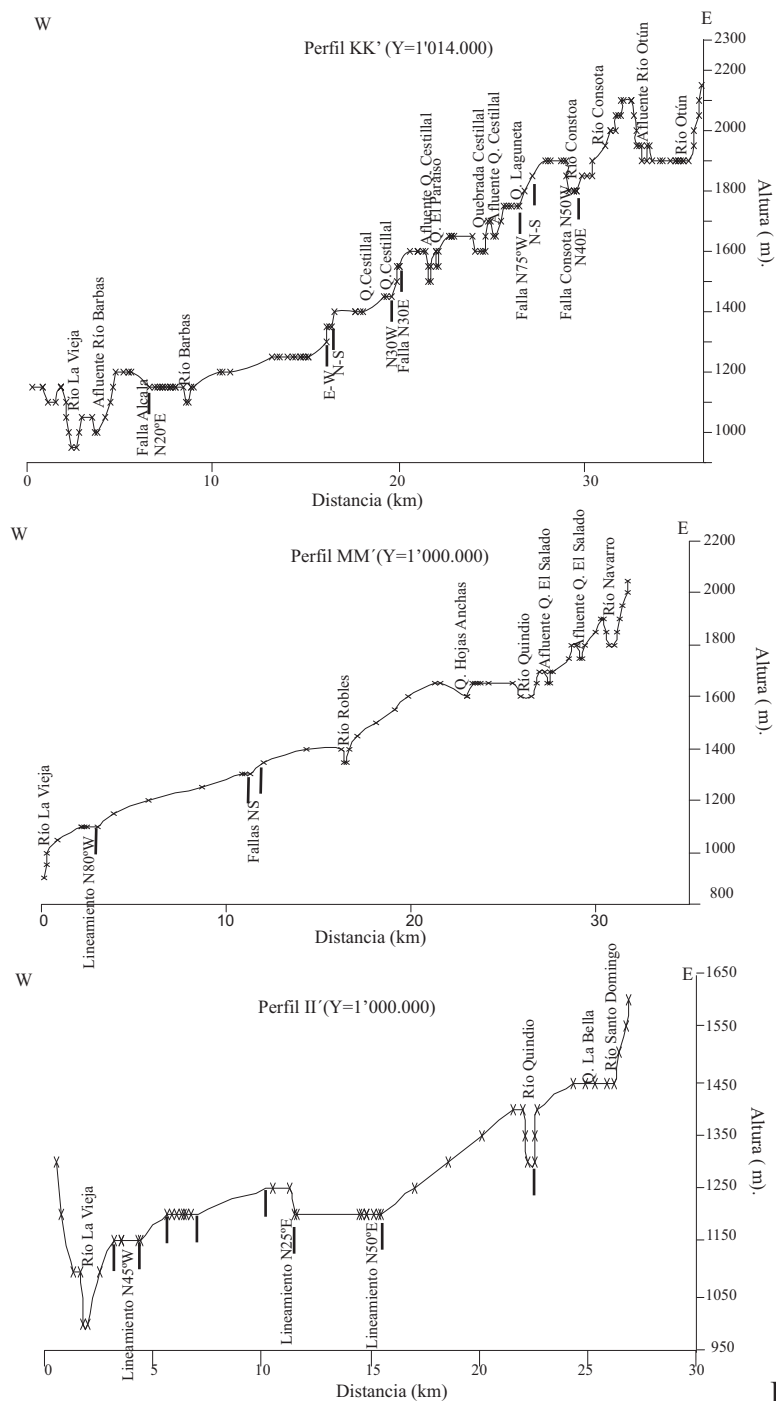 W
E
Perfil KK’ (Y=1'014.000)
2300
2200
2000
1800
1600
1400
1200
1000
Altura ( m).
Río La Vieja
Afluente Río Barbas
Falla Alcala
N20ºE
Río Barbas
E-W
N-S
Q.Cestillal
Q.Cestillal
N30W
Falla N30E
Afluente Q. Cestillal
Q. El Paraíso
Quebrada Cestillal
Afluente Q. Cestillal
Q. Laguneta
Falla N75ºW
N-S
Río Constoa
Falla Consota N50W
N40E
Río Consota
Afluente Río Otún
Río Otún
0 10 20 30
Distancia (km)
W
E
Perfil MM´(Y=1’000.000)
2200
2000
1800
1600
1400
1200
1000
800
Altura ( m).
Río La Vieja
Lineamiento N80ºW
Fallas NS
Río Robles
Q. Hojas Anchas
Río Quindio
Afluente Q. El Salado
Afluente Q. El Salado
Río Navarro
0 10 20 30
Distancia (km)
W
E
Perfil II´(Y=1’000.000)
1650
1550
1450
1350
1250
1150
1050
950
Altura ( m).
Río La Vieja
Lineamiento N45ºW
Lineamiento N25ºE
Lineamiento N50ºE
Río Quindio
Q. La Bella
Río Santo Domingo
0 5 10 15 20 25 30
Distancia (km)